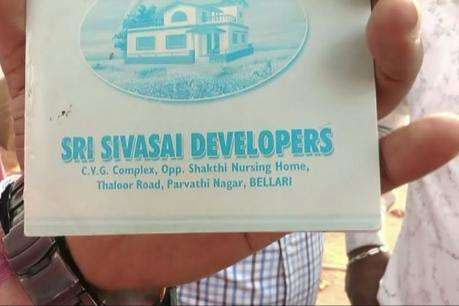 SRI SIVASAI DEVELOPERS
C.Y.G. Complex, Opp. Shakthi Nursing Home,
Thaloor Road, Parvathi Nagar, BELLARI